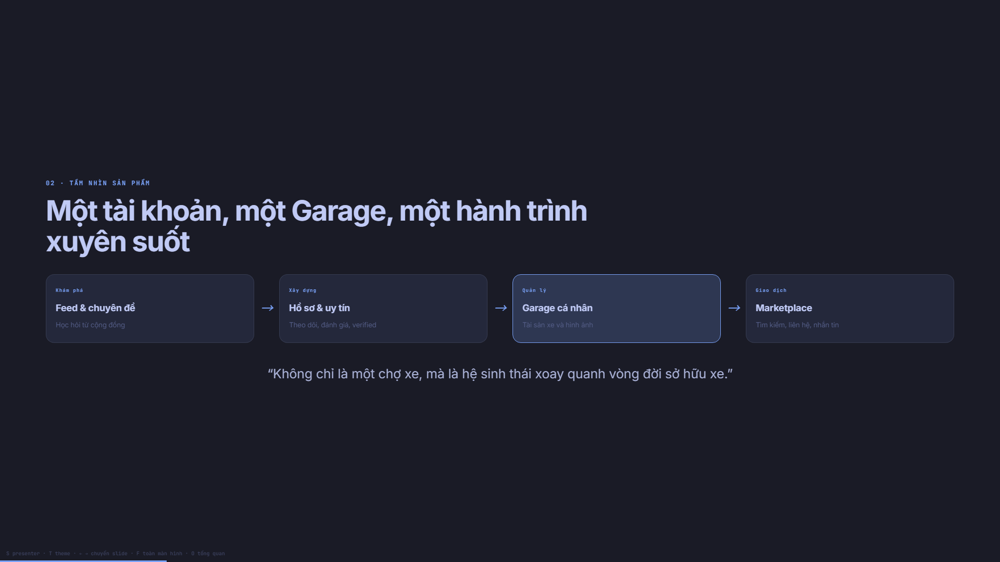 02 · TẦM NHÌN SẢN PHẨM
Một tài khoản, một Garage, một hành trình
xuyên suốt
Khám phá
Feed & chuyên đề
Học hỏi từ cộng đồng
→
Xây dựng
Hồ sơ & uy tín
Theo dõi, đánh giá, verified
→
Quản lý
Garage cá nhân
Tài sản xe và hình ảnh
→
Giao dịch
Marketplace
Tìm kiếm, liên hệ, nhắn tin
“Không chỉ là một chợ xe, mà là hệ sinh thái xoay quanh vòng đời sở hữu xe.”
S presenter · T theme · ← → chuyển slide · F toàn màn hình · O tổng quan